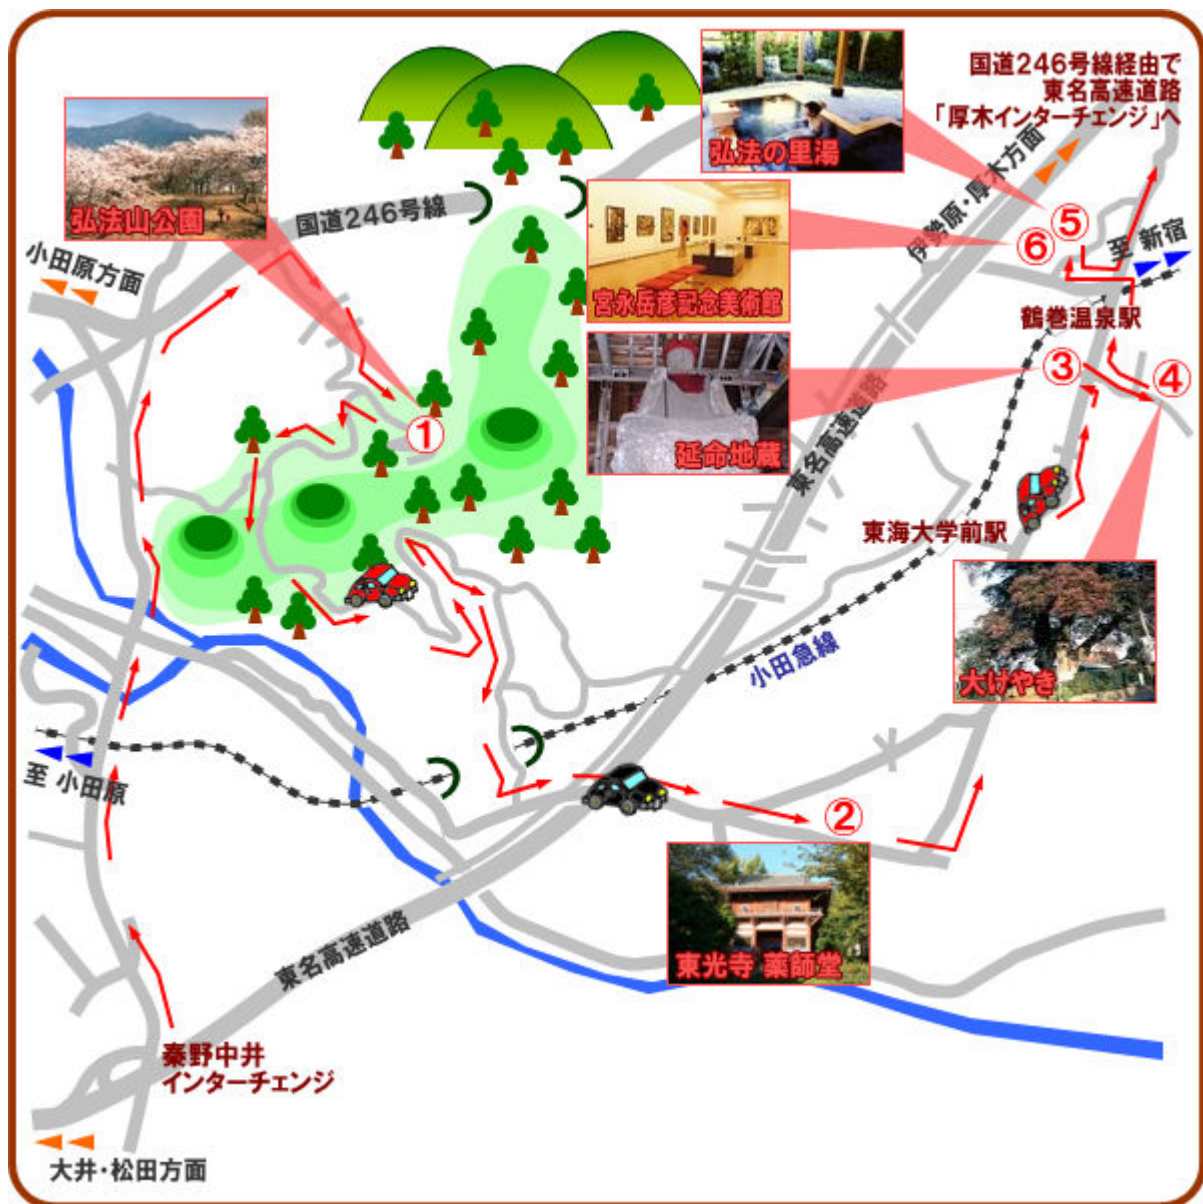 国道246号線経由で
東名高速道路
「厚木インターチェンジ」へ
弘法の里湯
弘法山公園
国道246号線
伊勢原・厚木方面
小田原方面
宮永岳彦記念美術館
⑤
⑥
至 新宿
鶴巻温泉駅
③
④
延命地蔵
東名高速道路
①
東海大学前駅
小田急線
大けやき
至 小田原
②
東光寺 薬師堂
東名高速道路
秦野中井
インターチェンジ
大井・松田方面